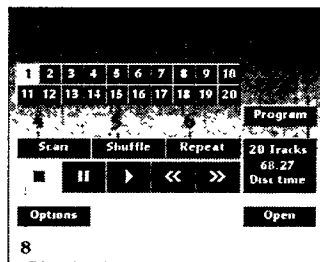 1 2 3 4 5 6 7 8 9 10
11 12 13 14 15 16 17 18 19 20
Program
Scan Shuffle Repeat
20 Tracks
68.27
Disc time
Options Open
8